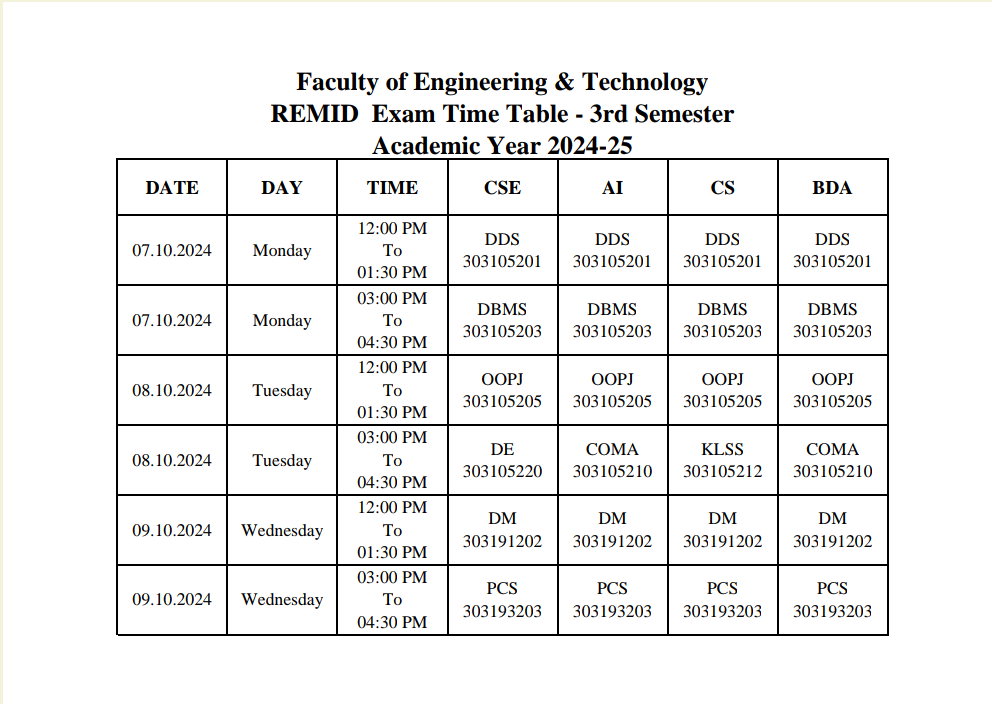 Faculty of Engineering & Technology
REMID Exam Time Table - 3rd Semester
Academic Year 2024-25
DATE DAY TIME CSE AI CS BDA
07.10.2024 Monday 12:00 PM To 01:30 PM DDS 303105201 DDS 303105201 DDS 303105201 DDS 303105201
07.10.2024 Monday 03:00 PM To 04:30 PM DBMS 303105203 DBMS 303105203 DBMS 303105203 DBMS 303105203
08.10.2024 Tuesday 12:00 PM To 01:30 PM OOPJ 303105205 OOPJ 303105205 OOPJ 303105205 OOPJ 303105205
08.10.2024 Tuesday 03:00 PM To 04:30 PM DE 303105220 COMA 303105210 KLSS 303105212 COMA 303105210
09.10.2024 Wednesday 12:00 PM To 01:30 PM DM 303191202 DM 303191202 DM 303191202 DM 303191202
09.10.2024 Wednesday 03:00 PM To 04:30 PM PCS 303193203 PCS 303193203 PCS 303193203 PCS 303193203